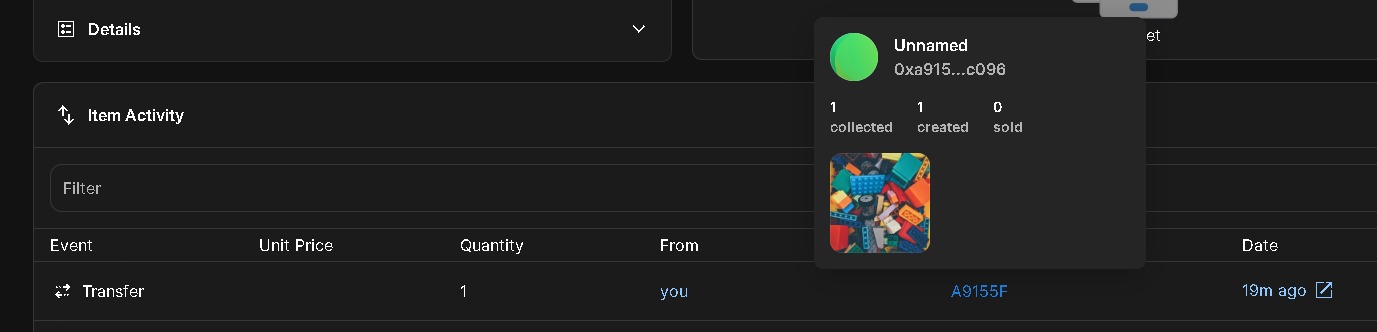 Details
et
Unnamed
0xa915...c096
1 1 0
collected created sold
Item Activity
Filter
Event Unit Price Quantity From Date
Transfer 1 you A9155F 19m ago